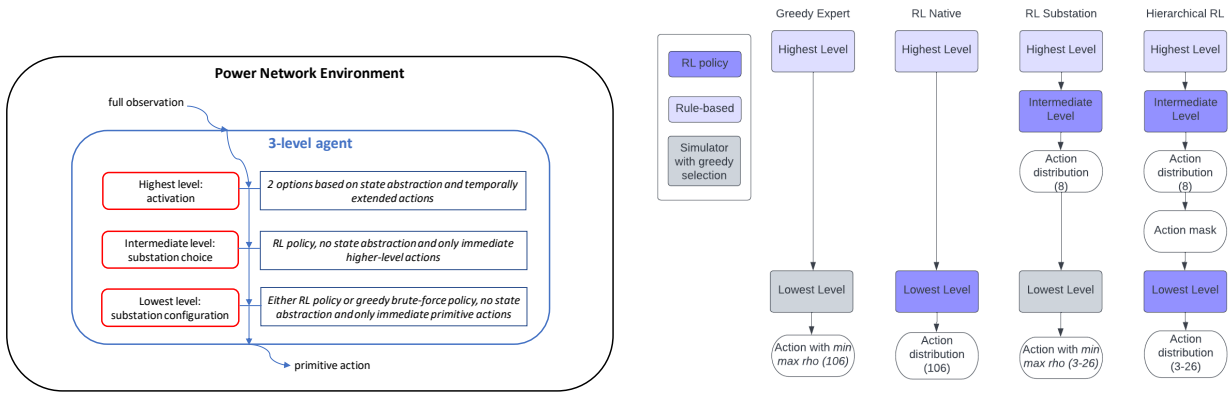 Power Network Environment
full observation
3-level agent
Highest level:
activation
2 options based on state abstraction and temporally
extended actions
Intermediate level:
substation choice
RL policy, no state abstraction and only immediate
higher-level actions
Lowest level:
substation configuration
Either RL policy or greedy brute-force policy, no state
abstraction and only immediate primitive actions
primitive action
RL policy
Rule-based
Simulator
with greedy
selection
Greedy Expert
Highest Level
Lowest Level
Action with min
max rho (106)
RL Native
Highest Level
Lowest Level
Action
distribution
(106)
RL Substation
Highest Level
Intermediate
Level
Action
distribution
(8)
Lowest Level
Action with min
max rho (3-26)
Hierarchical RL
Highest Level
Intermediate
Level
Action
distribution
(8)
Action mask
Lowest Level
Action
distribution
(3-26)